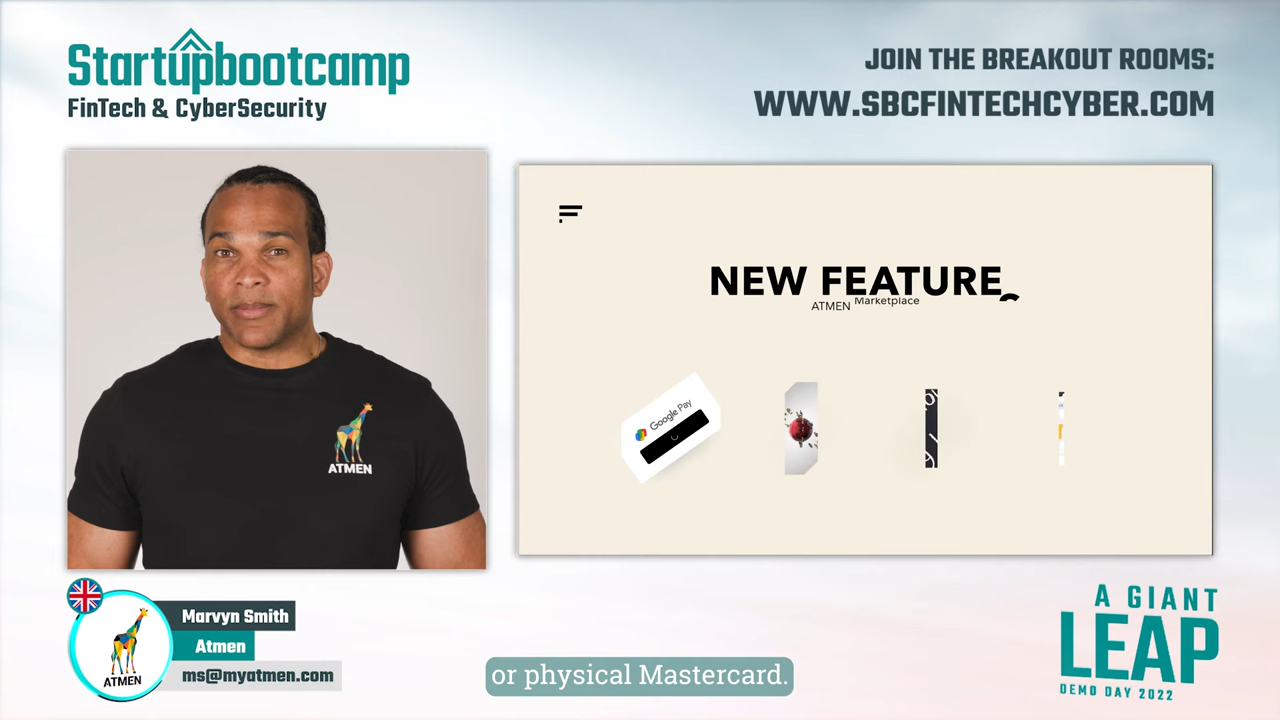 Startupbootcamp
FinTech & CyberSecurity
JOIN THE BREAKOUT ROOMS:
WWW.SBCFINTECHCYBER.COM
NEW FEATURE
ATMEN Marketplace
Google Pay
ATMEN
Marvyn Smith
Atmen
ms@myatmen.com
ATMEN
or physical Mastercard.
A GIANT
LEAP
DEMO DAY 2022